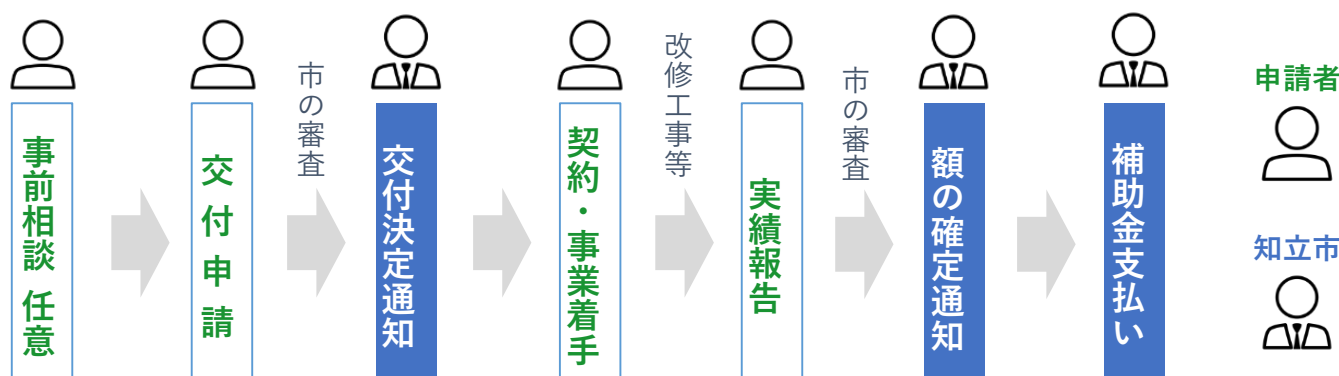 事前相談 任意
交付申請
市の審査
交付決定通知
契約・事業着手
改修工事等
実績報告
市の審査
額の確定通知
補助金支払い
申請者
知立市